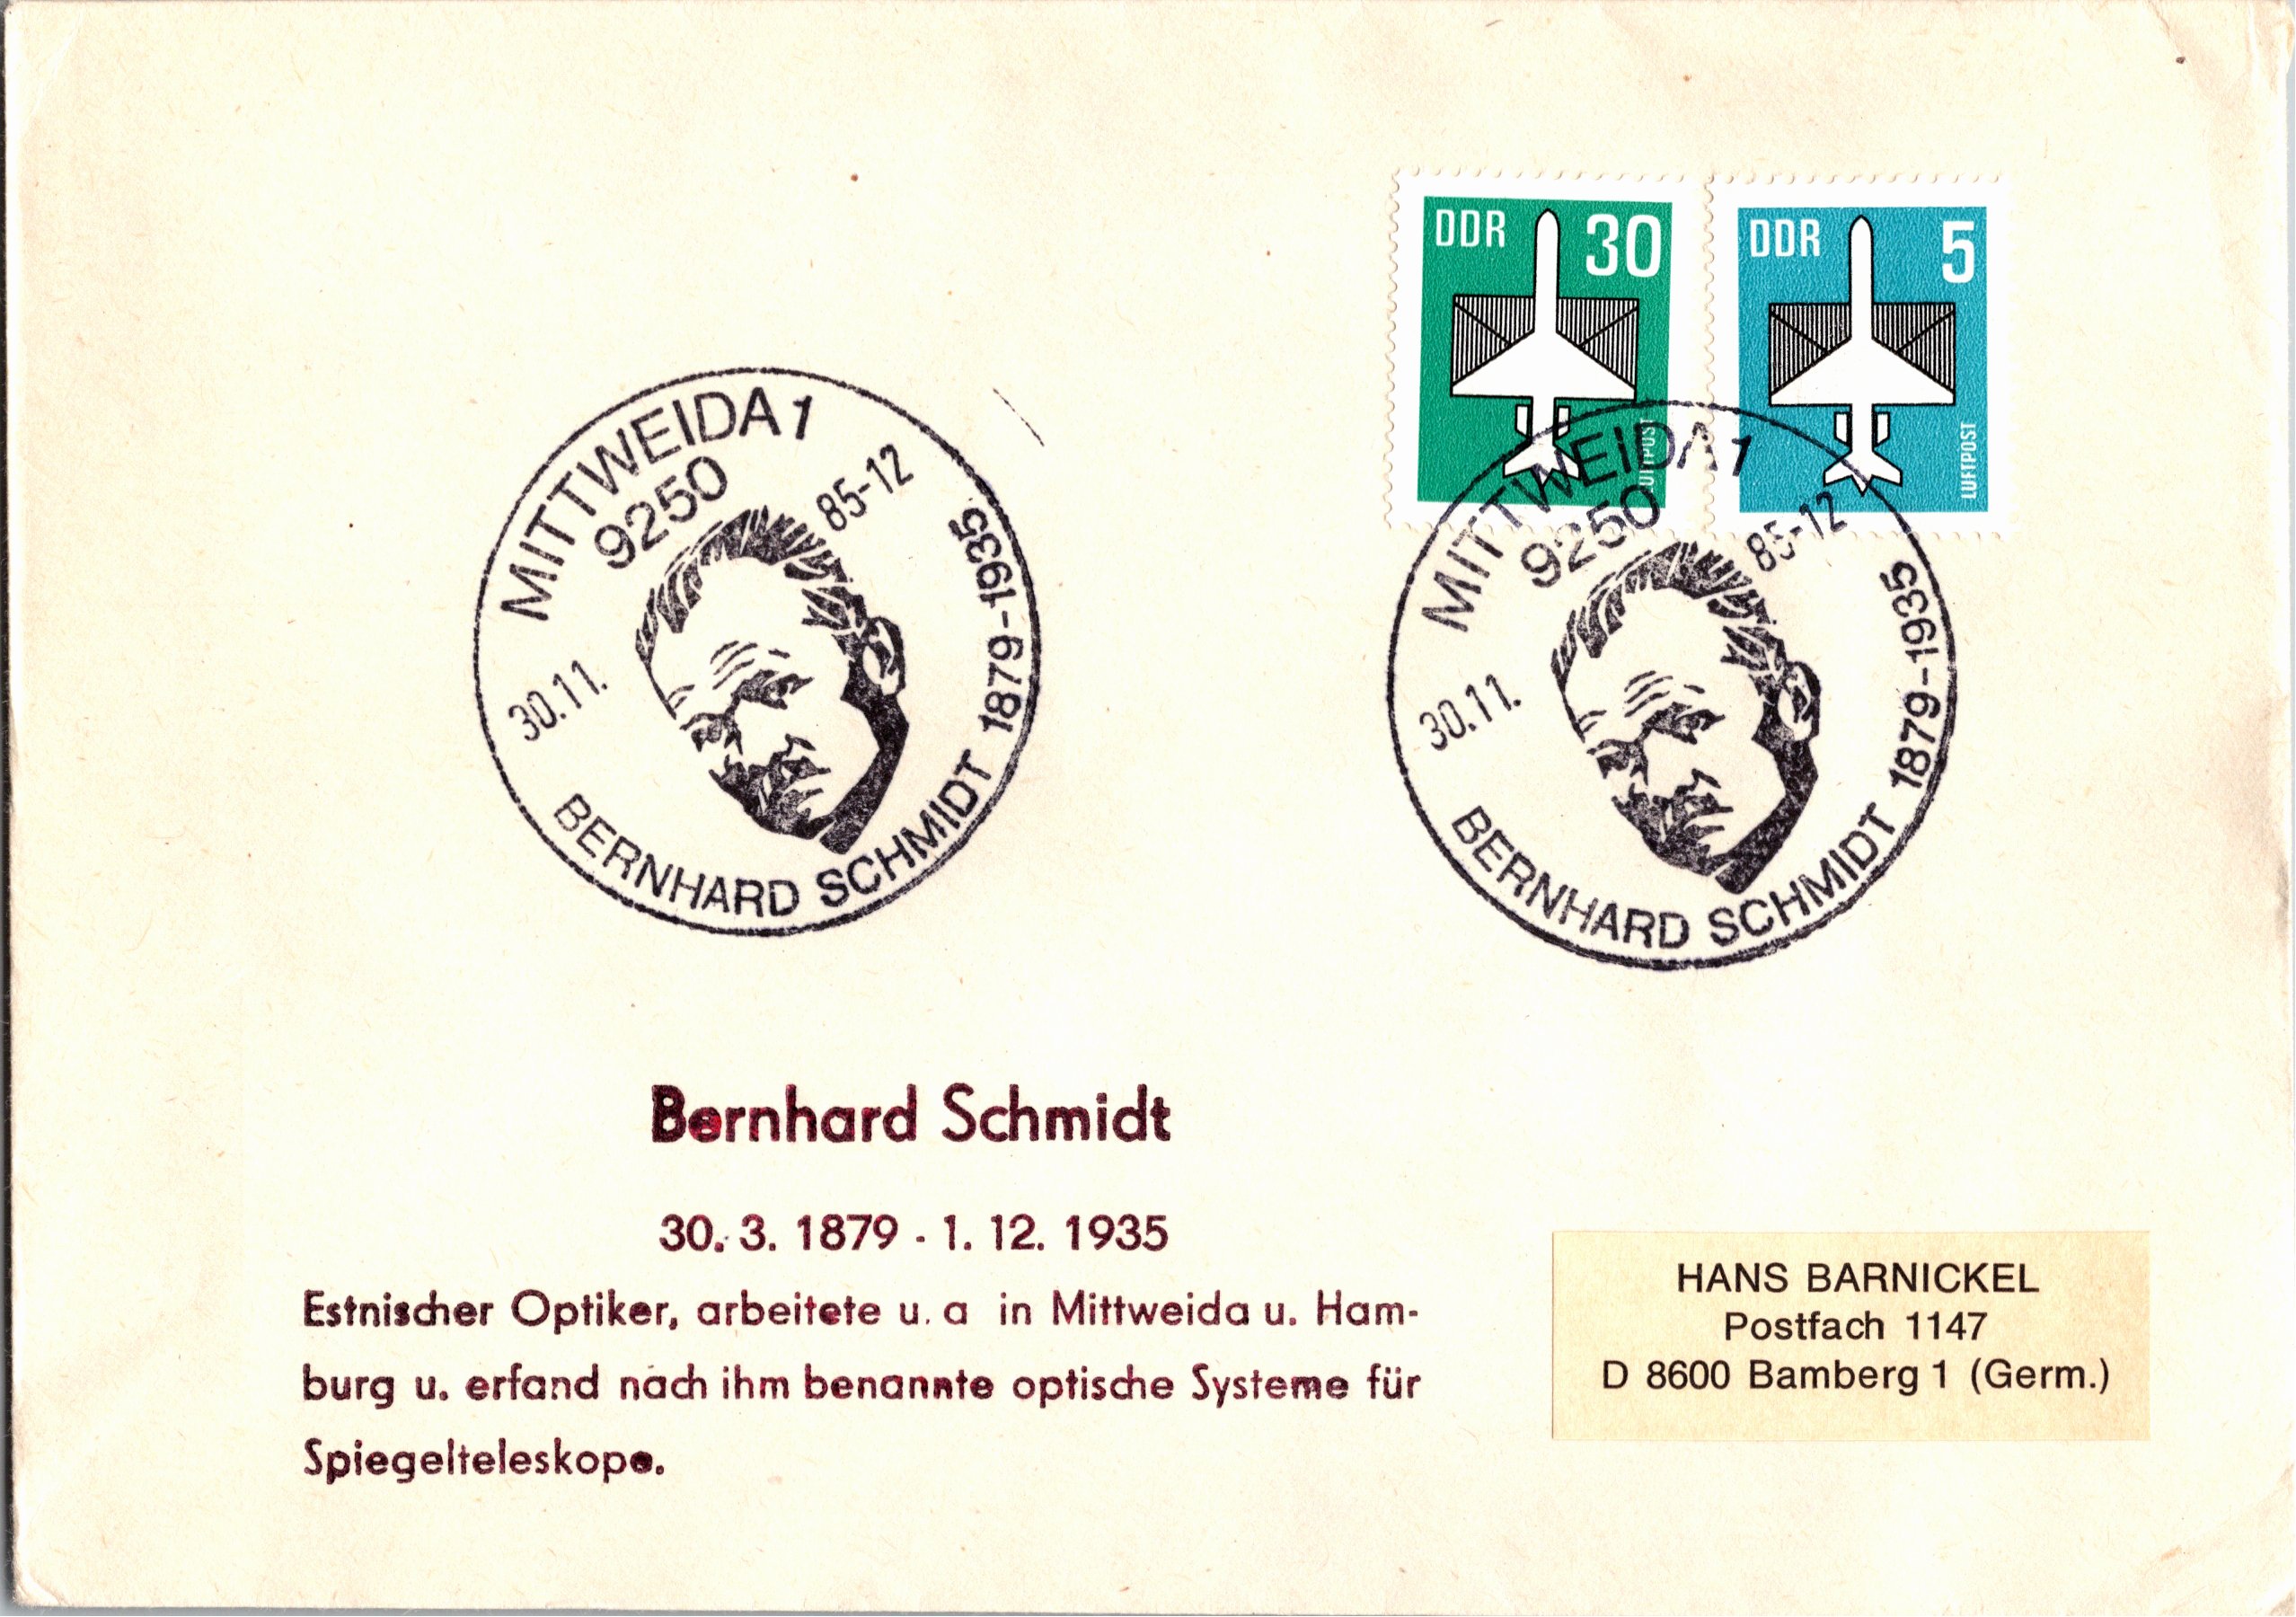 DDR 30
LUFTPOST
DDR 5
LUFTPOST
MITTWEIDA 1
9250
30.11. 85-12
BERNHARD SCHMIDT 1879-1935
MITTWEIDA 1
9250
30.11. 85-12
BERNHARD SCHMIDT 1879-1935
Bernhard Schmidt
30. 3. 1879 - 1. 12. 1935
Estnischer Optiker, arbeitete u. a in Mittweida u. Ham-
burg u. erfand nach ihm benannte optische Systeme für
Spiegelteleskope.
HANS BARNICKEL
Postfach 1147
D 8600 Bamberg 1 (Germ.)